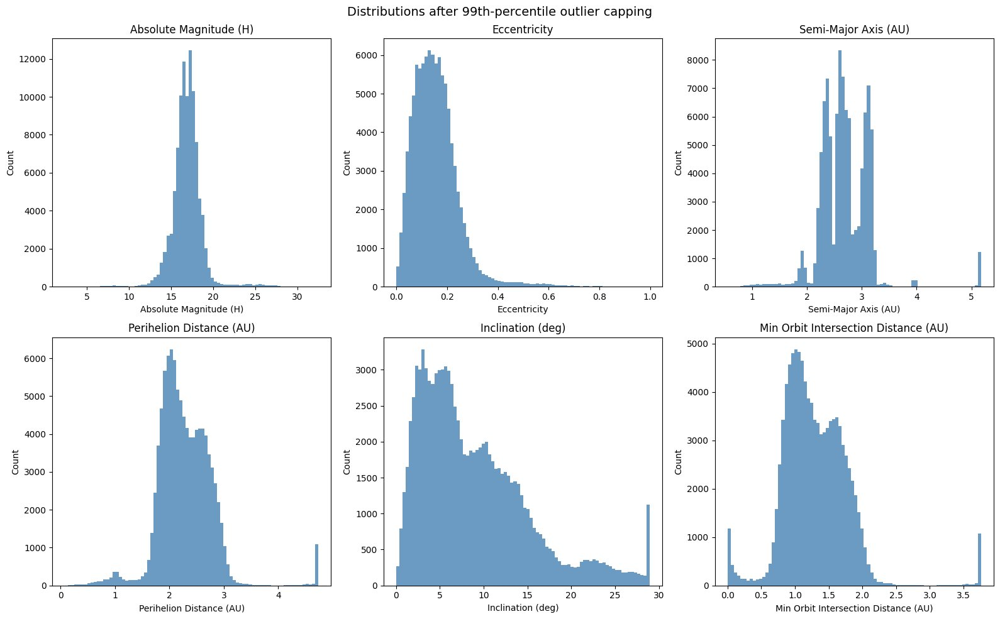 Distributions after 99th-percentile outlier capping
Absolute Magnitude (H)
Count
12000
10000
8000
6000
4000
2000
0
5 10 15 20 25 30
Absolute Magnitude (H)
Eccentricity
Count
6000
5000
4000
3000
2000
1000
0
0.0 0.2 0.4 0.6 0.8 1.0
Eccentricity
Semi-Major Axis (AU)
Count
8000
7000
6000
5000
4000
3000
2000
1000
0
1 2 3 4 5
Semi-Major Axis (AU)
Perihelion Distance (AU)
Count
6000
5000
4000
3000
2000
1000
0
0 1 2 3 4
Perihelion Distance (AU)
Inclination (deg)
Count
3000
2500
2000
1500
1000
500
0
0 5 10 15 20 25 30
Inclination (deg)
Min Orbit Intersection Distance (AU)
Count
5000
4000
3000
2000
1000
0
0.0 0.5 1.0 1.5 2.0 2.5 3.0 3.5
Min Orbit Intersection Distance (AU)